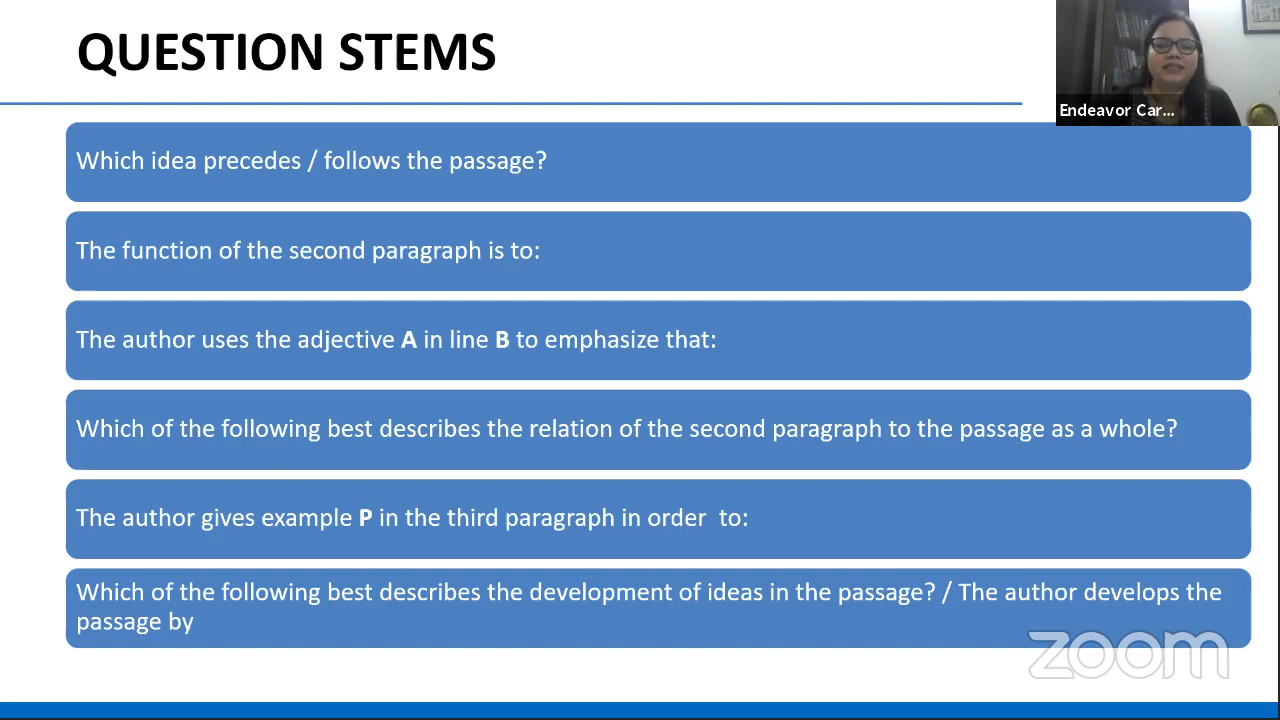 QUESTION STEMS
Endeavor Car...
Which idea precedes / follows the passage?
The function of the second paragraph is to:
The author uses the adjective A in line B to emphasize that:
Which of the following best describes the relation of the second paragraph to the passage as a whole?
The author gives example P in the third paragraph in order  to:
Which of the following best describes the development of ideas in the passage? / The author develops the
passage by
zoom